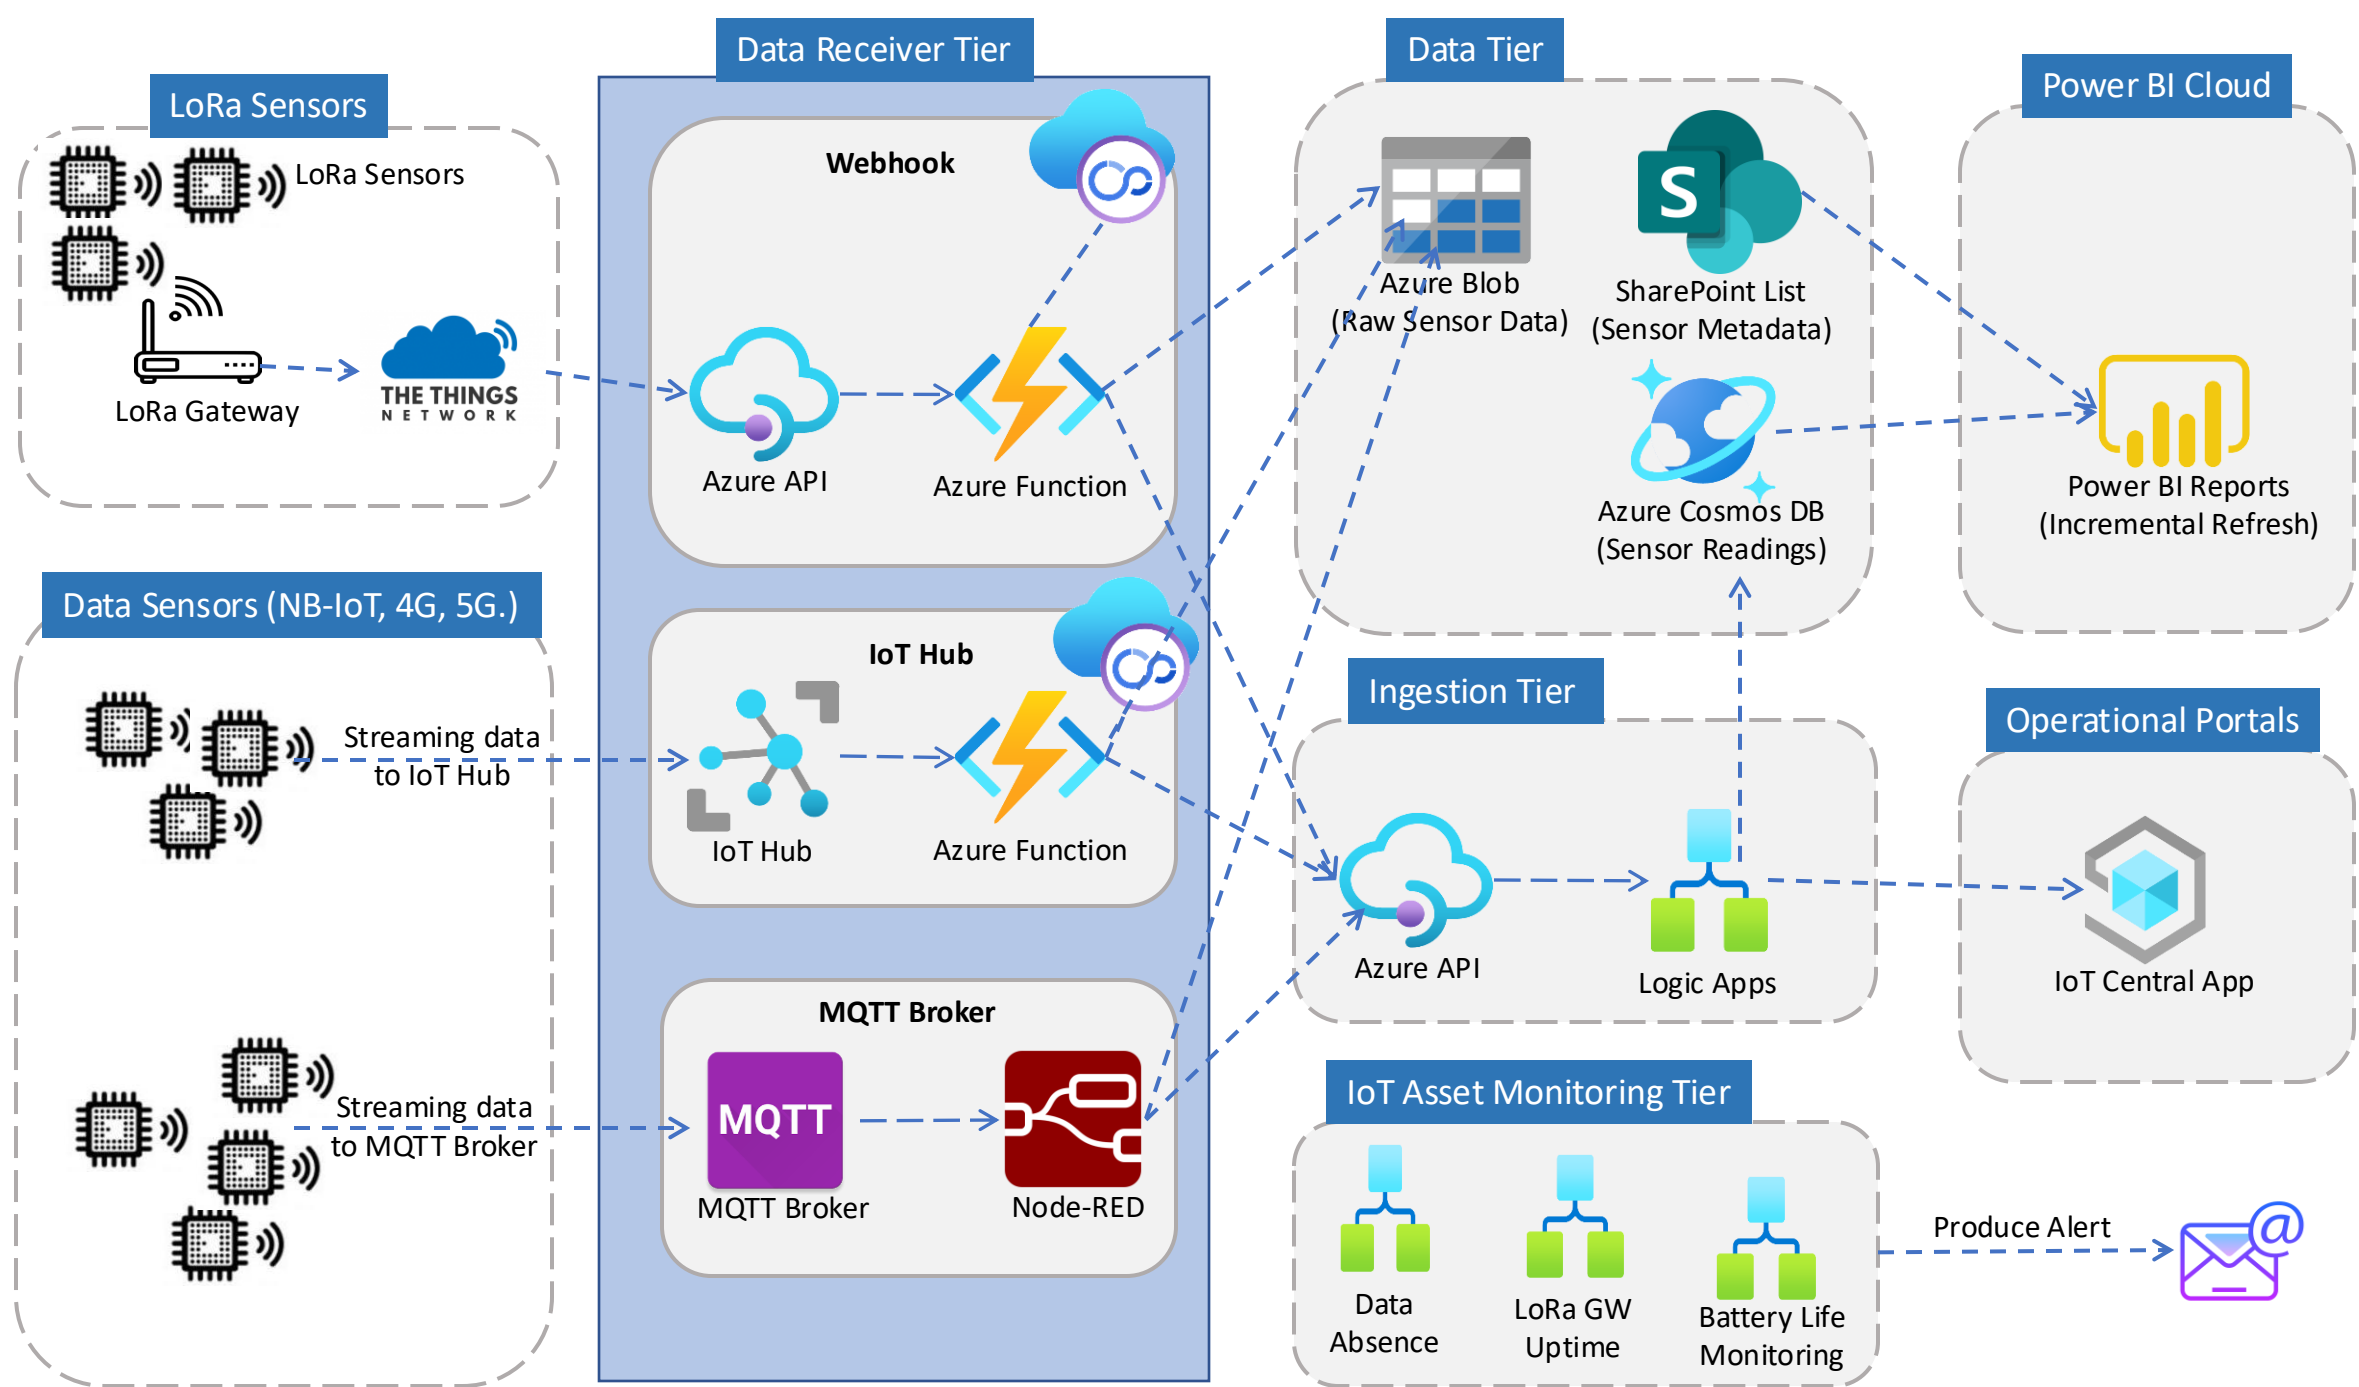 LoRa Sensors
LoRa Sensors
LoRa Gateway
THE THINGS
NETWORK
Data Sensors (NB-IoT, 4G, 5G.)
Streaming data
to IoT Hub
Streaming data
to MQTT Broker
Data Receiver Tier
Webhook
Azure API
Azure Function
IoT Hub
IoT Hub
Azure Function
MQTT Broker
MQTT
MQTT Broker
Node-RED
Data Tier
Azure Blob
(Raw Sensor Data)
S
SharePoint List
(Sensor Metadata)
Azure Cosmos DB
(Sensor Readings)
Ingestion Tier
Azure API
Logic Apps
IoT Asset Monitoring Tier
Data
Absence
LoRa GW
Uptime
Battery Life
Monitoring
Power BI Cloud
Power BI Reports
(Incremental Refresh)
Operational Portals
IoT Central App
Produce Alert
@